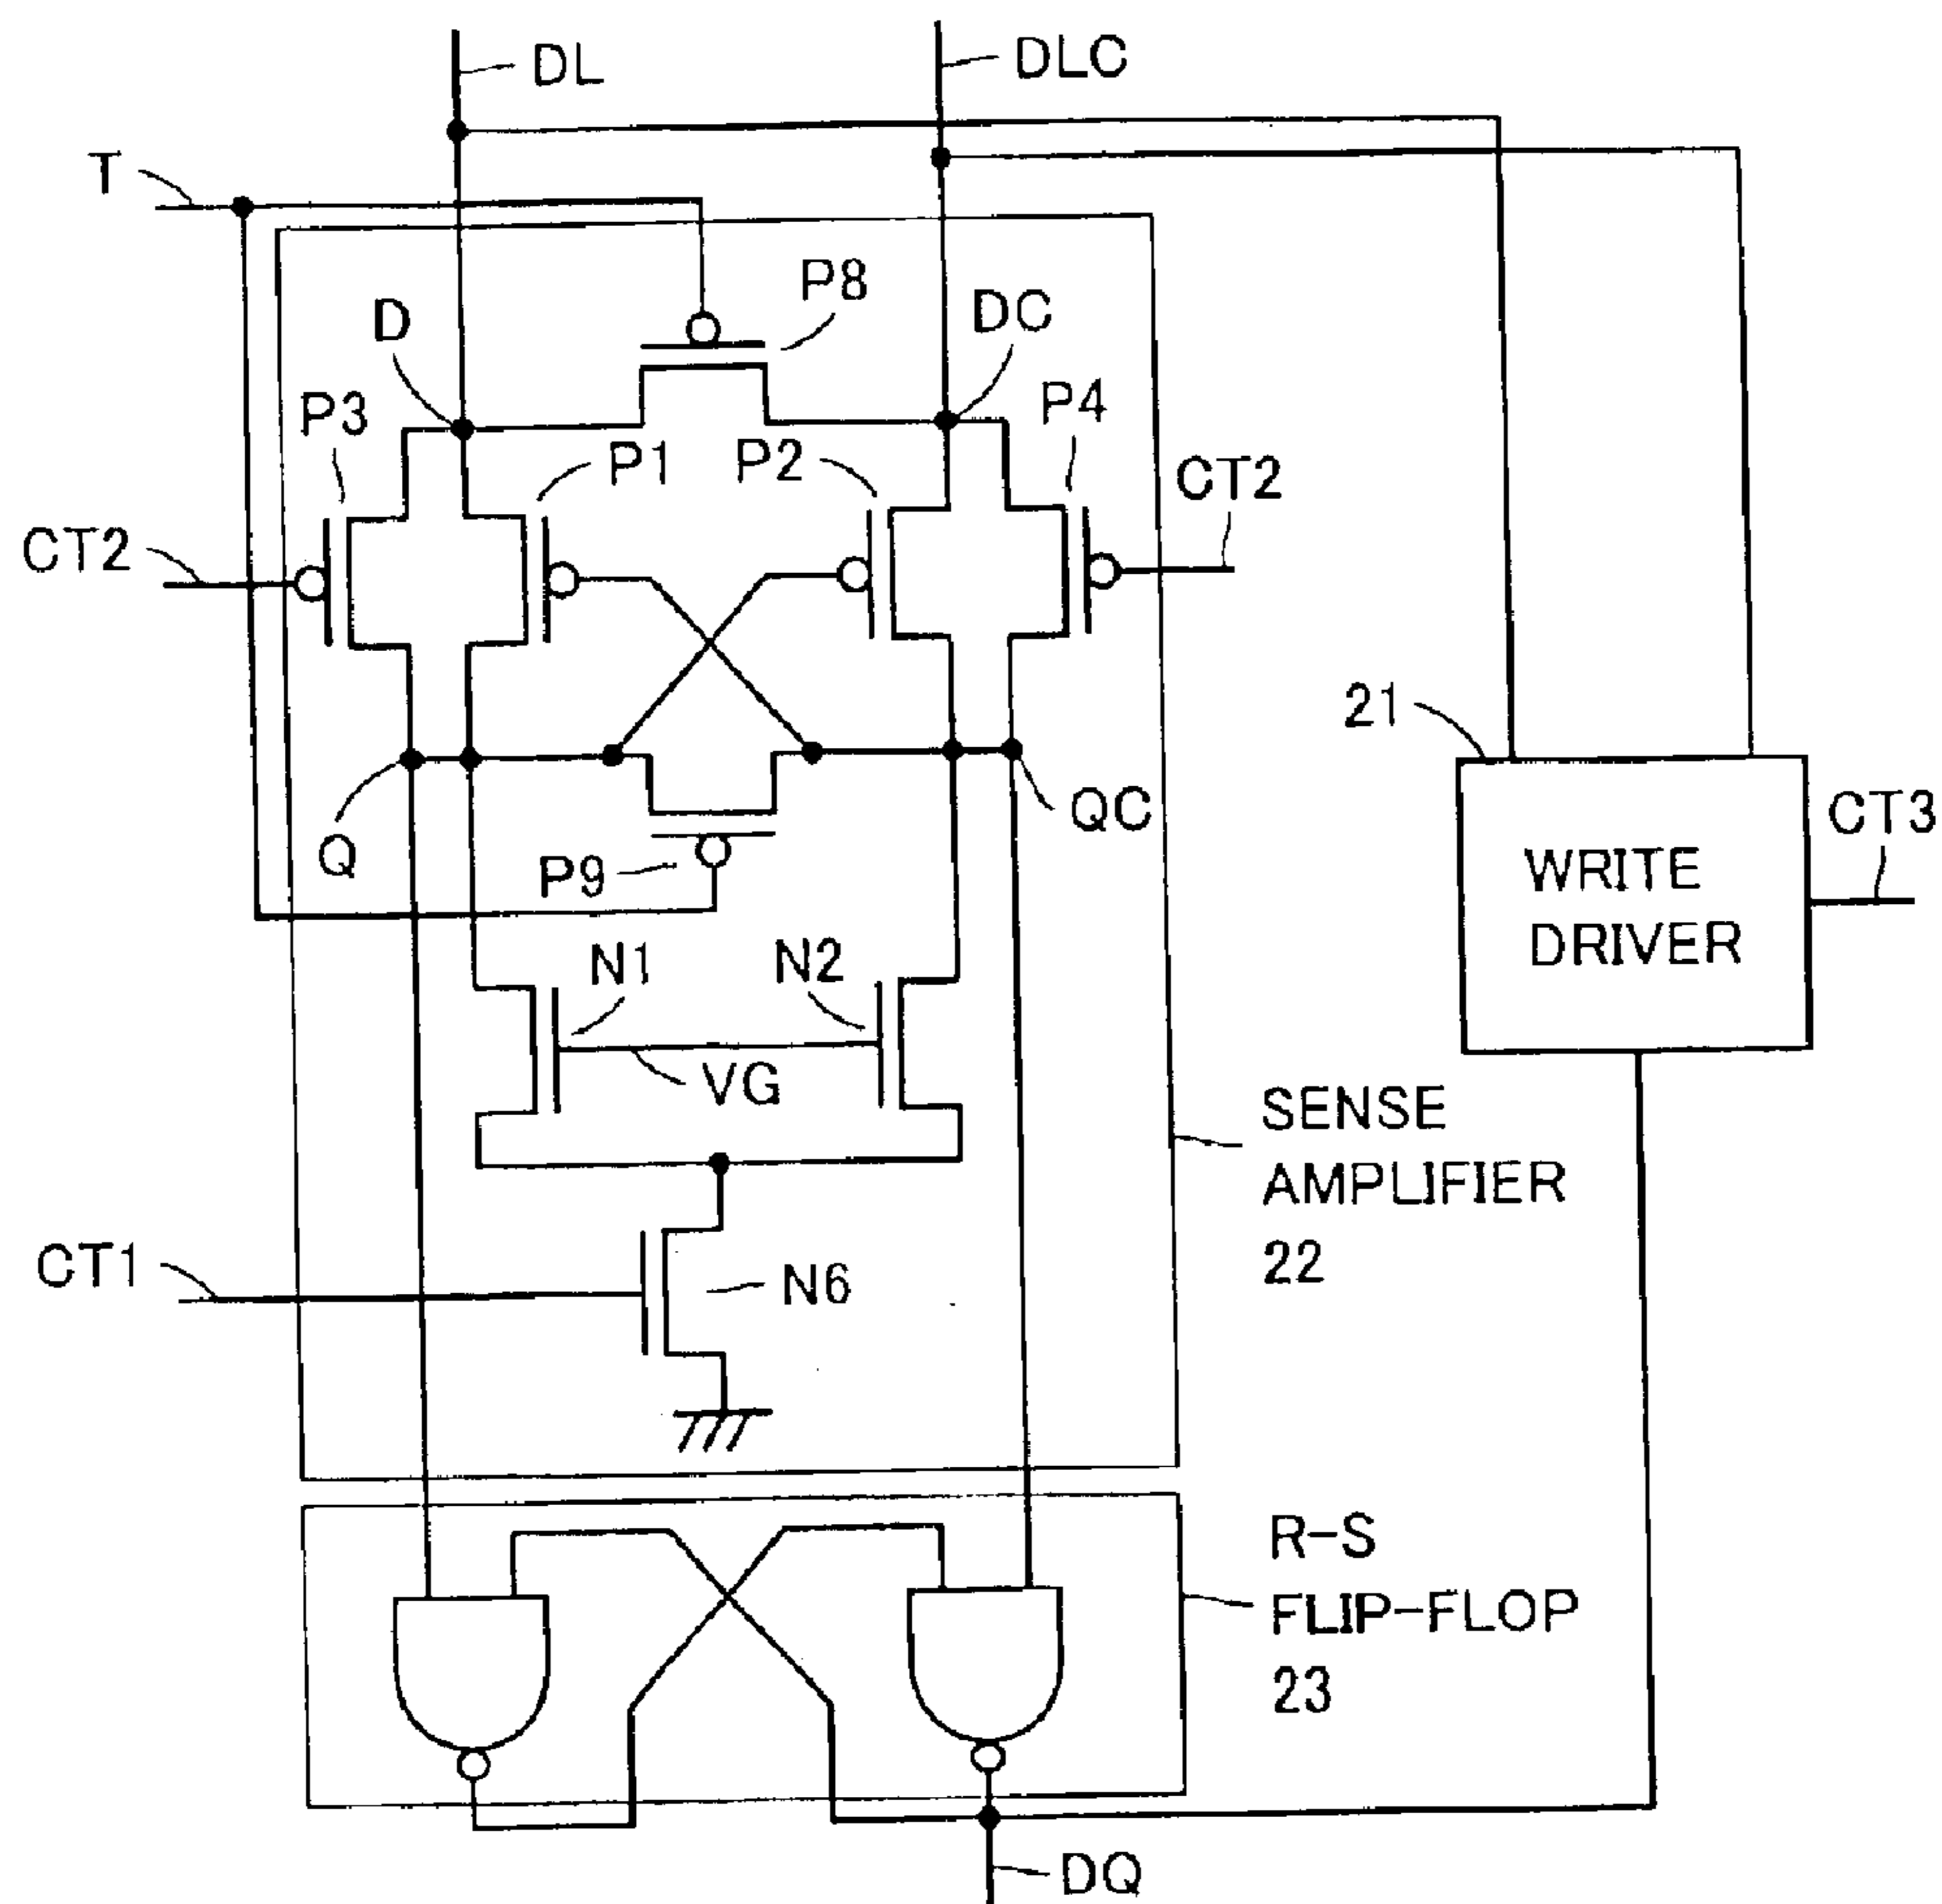 DL
DLC
T
P8
D
DC
P3
P4
P1
P2
CT2
CT2
21
Q
QC
CT3
P9
WRITE
DRIVER
N1
N2
VG
SENSE
AMPLIFIER
22
CT1
N6
R-S
FLIP-FLOP
23
DQ